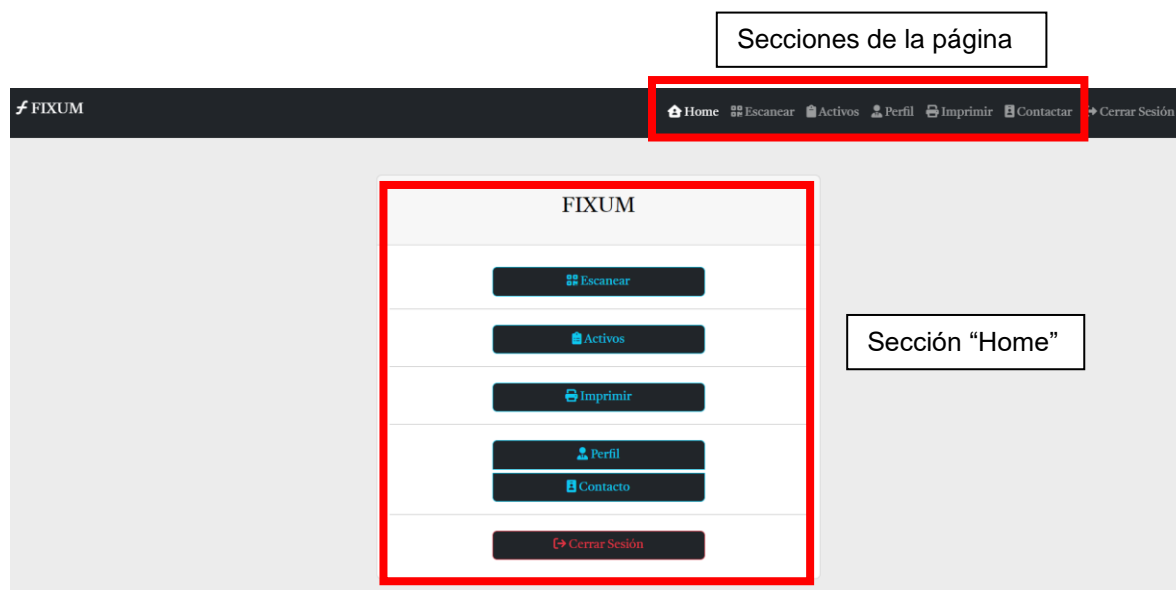 Secciones de la página
FIXUM
Home Escanear Activos Perfil Imprimir Contactar Cerrar Sesión
FIXUM
Escanear
Activos
Sección “Home”
Imprimir
Perfil
Contacto
Cerrar Sesión